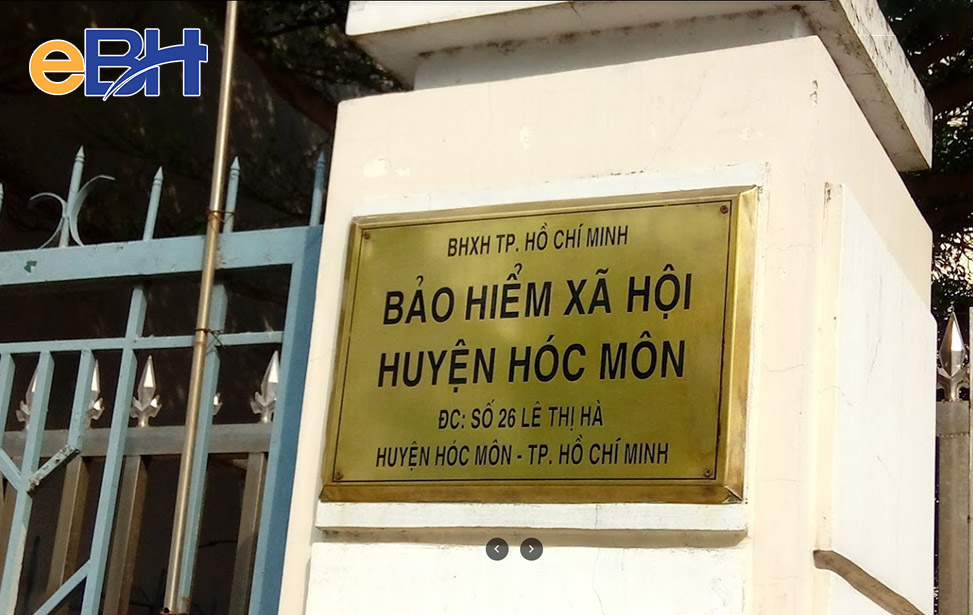 eBH
BHXH TP. HỒ CHÍ MINH
BẢO HIỂM XÃ HỘI
HUYỆN HÓC MÔN
ĐC: SỐ 26 LÊ THỊ HÀ
HUYỆN HÓC MÔN - TP. HỒ CHÍ MINH